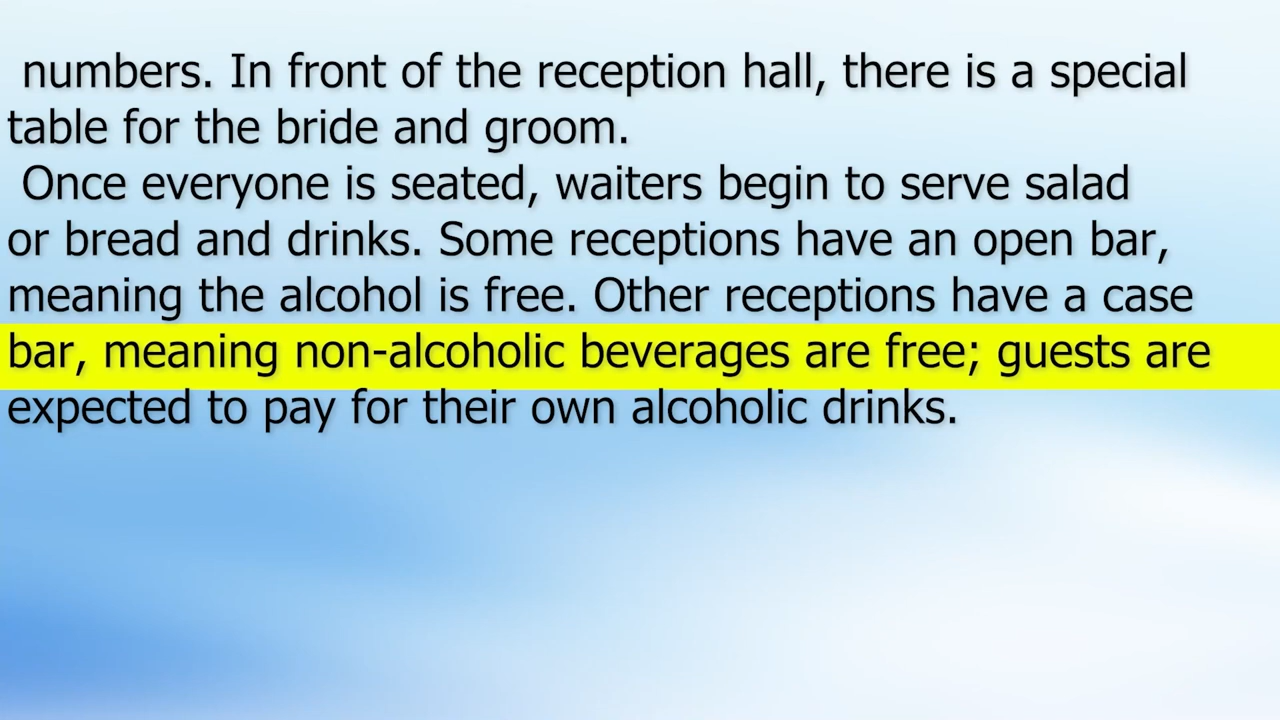 numbers. In front of the reception hall, there is a special
table for the bride and groom.
Once everyone is seated, waiters begin to serve salad
or bread and drinks. Some receptions have an open bar,
meaning the alcohol is free. Other receptions have a case
bar, meaning non-alcoholic beverages are free; guests are
expected to pay for their own alcoholic drinks.